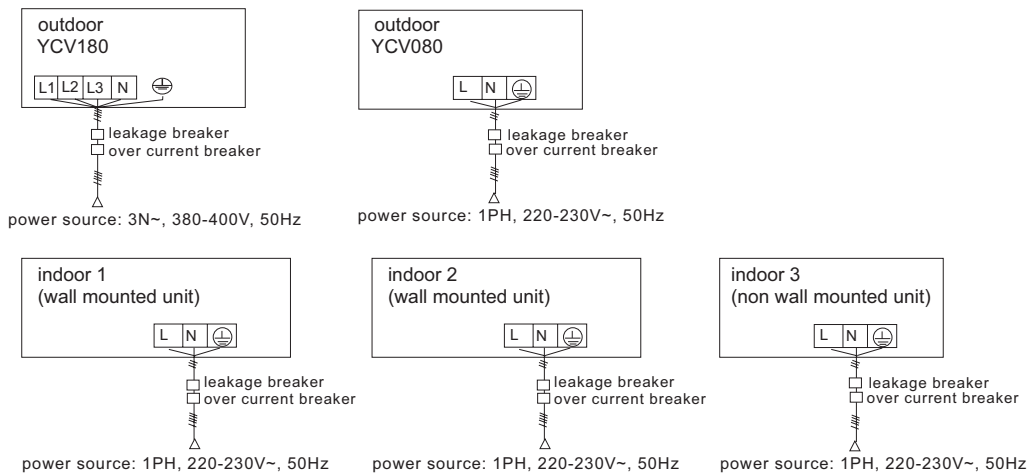 outdoor
YCV180
L1 L2 L3 N
leakage breaker
over current breaker
power source: 3N~, 380-400V, 50Hz
outdoor
YCV080
L N
leakage breaker
over current breaker
power source: 1PH, 220-230V~, 50Hz
indoor 1
(wall mounted unit)
L N
leakage breaker
over current breaker
power source: 1PH, 220-230V~, 50Hz
indoor 2
(wall mounted unit)
L N
leakage breaker
over current breaker
power source: 1PH, 220-230V~, 50Hz
indoor 3
(non wall mounted unit)
L N
leakage breaker
over current breaker
power source: 1PH, 220-230V~, 50Hz